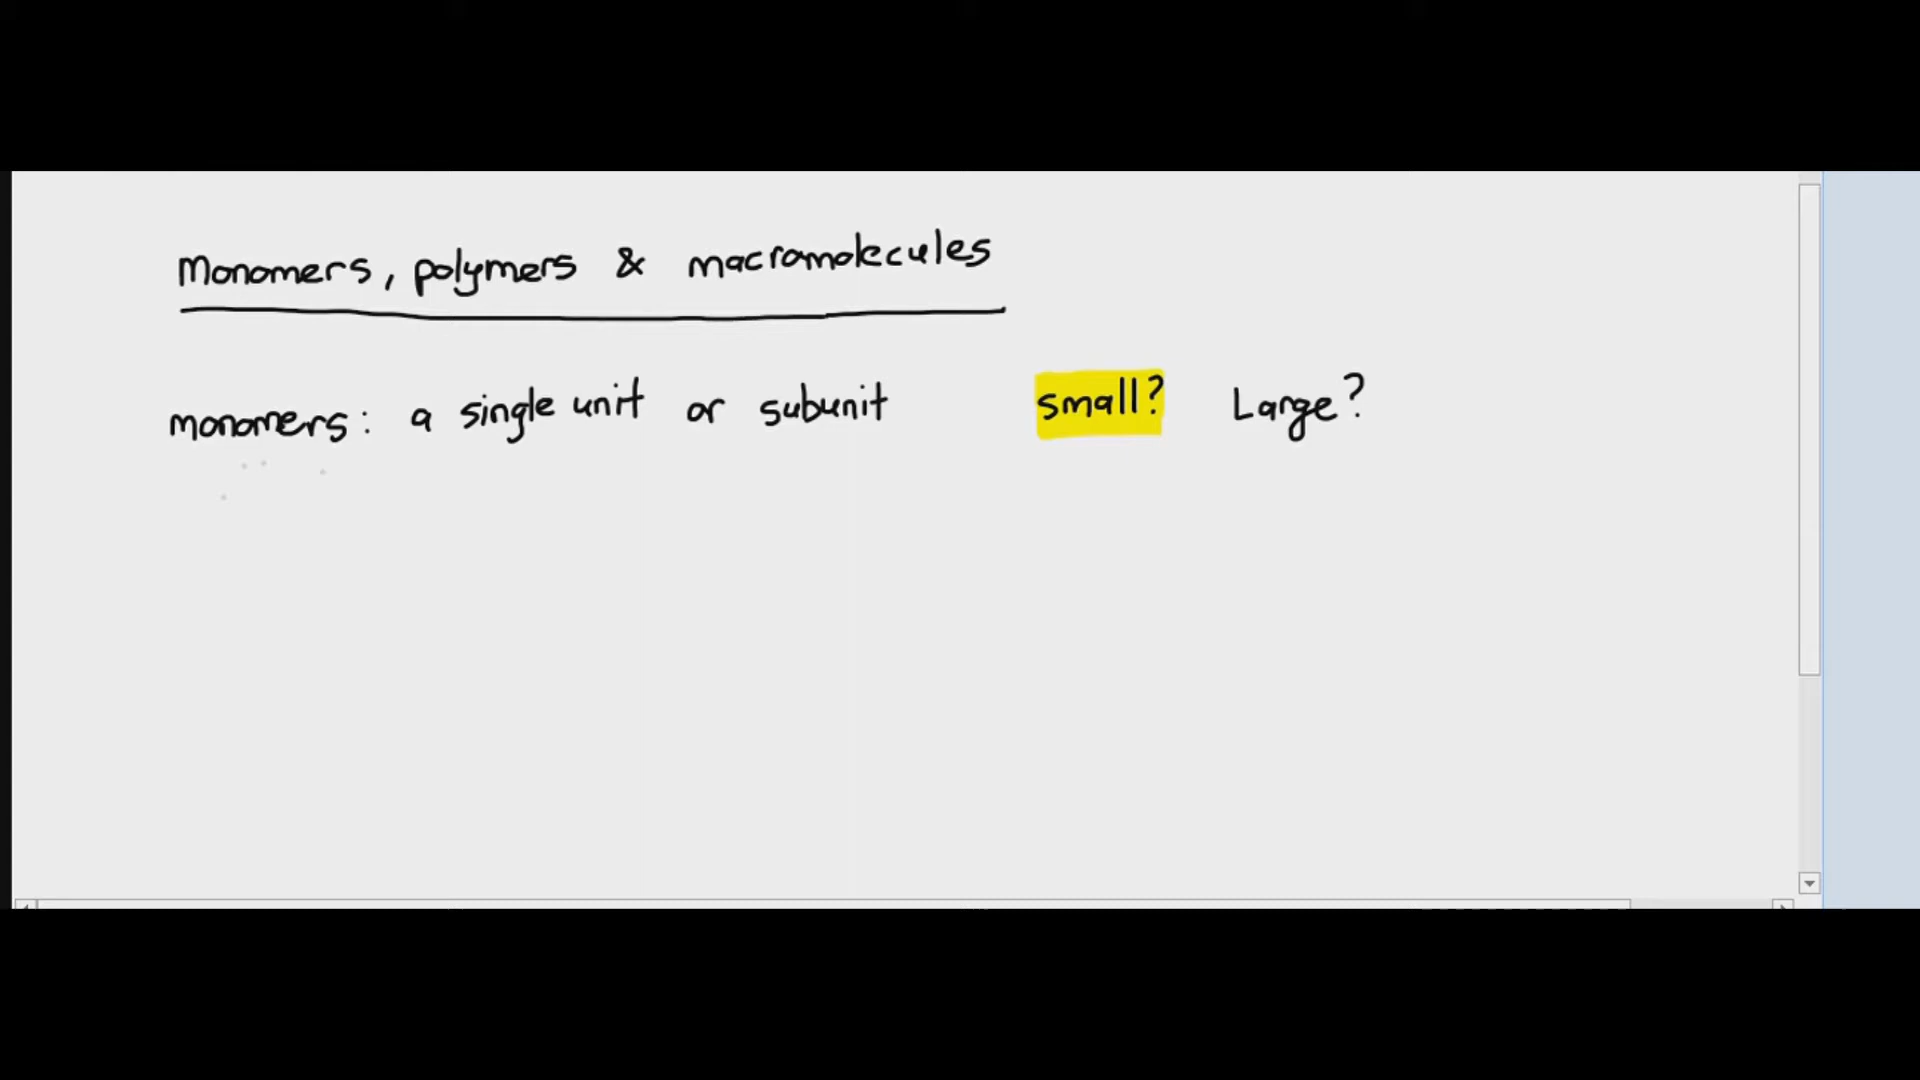 Monomers, polymers & macromolecules
monomers: a single unit or subunit small? Large?